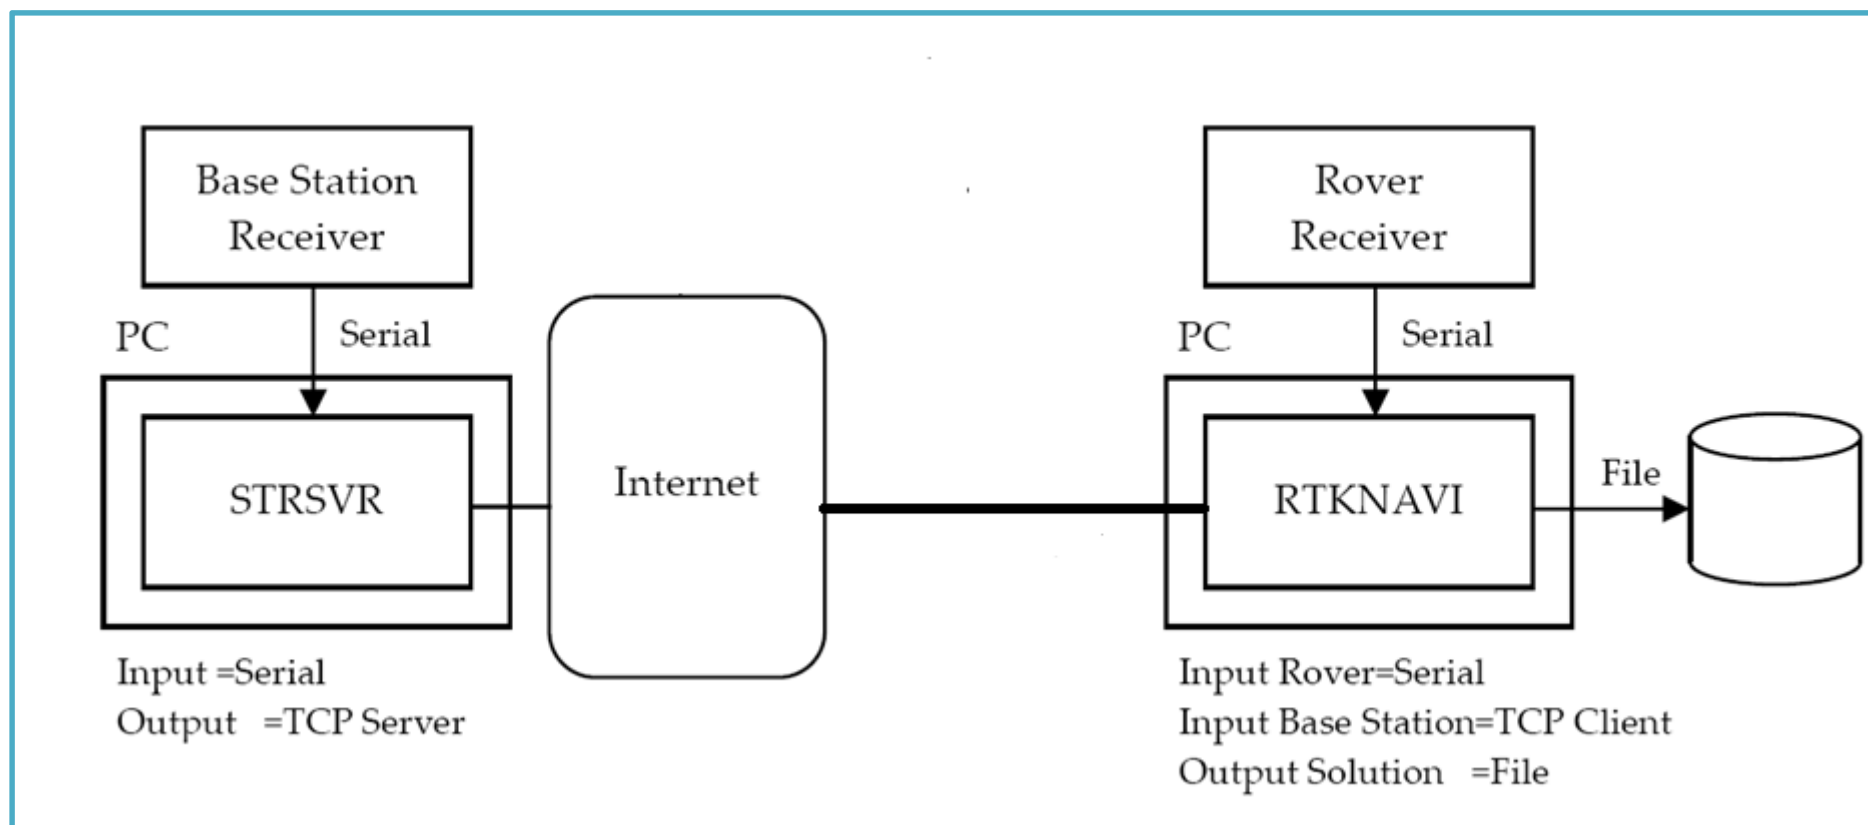 Base Station
Receiver
PC
Serial
STRSVR
Input =Serial
Output =TCP Server
Internet
Rover
Receiver
PC
Serial
RTKNAVI
File
Input Rover=Serial
Input Base Station=TCP Client
Output Solution =File